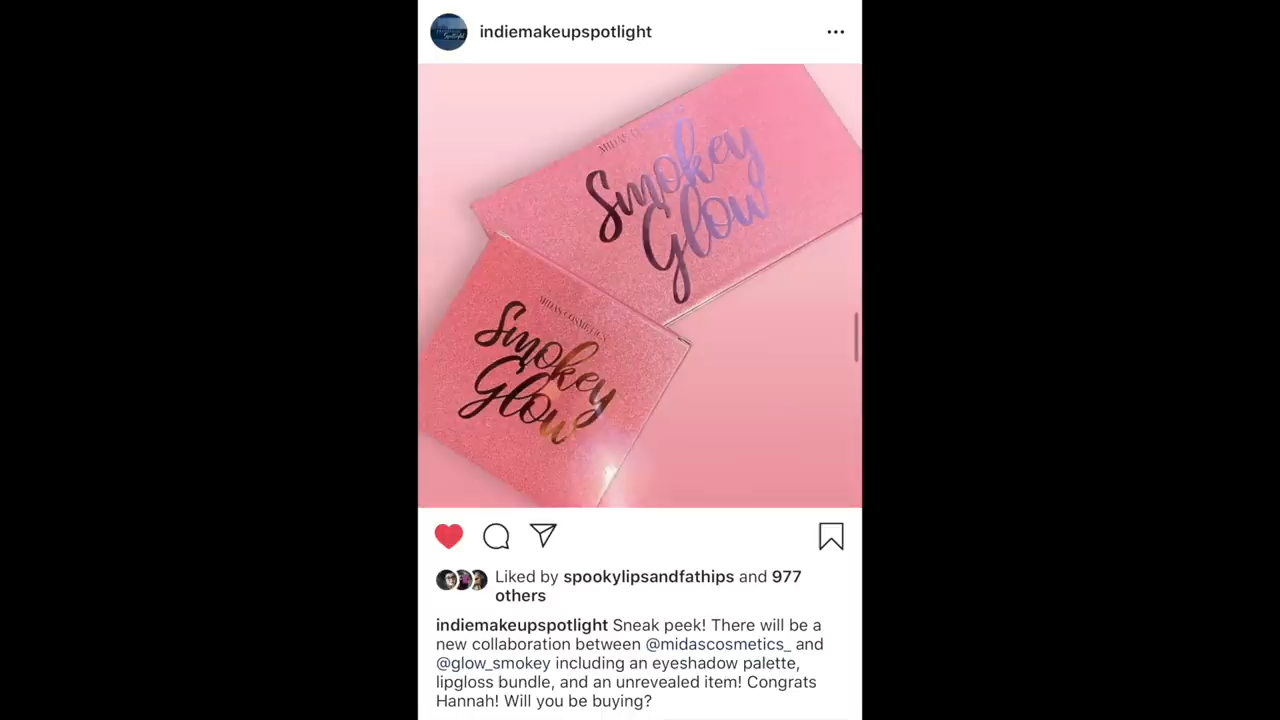 indiemakeupspotlight
MIDAS COSMETICS
Smokey
Glow
MIDAS COSMETICS
Smokey
Glow
Liked by spookylipsandfathips and 977
others
indiemakeupspotlight Sneak peek! There will be a
new collaboration between @midascosmetics_ and
@glow_smokey including an eyeshadow palette,
lipgloss bundle, and an unrevealed item! Congrats
Hannah! Will you be buying?